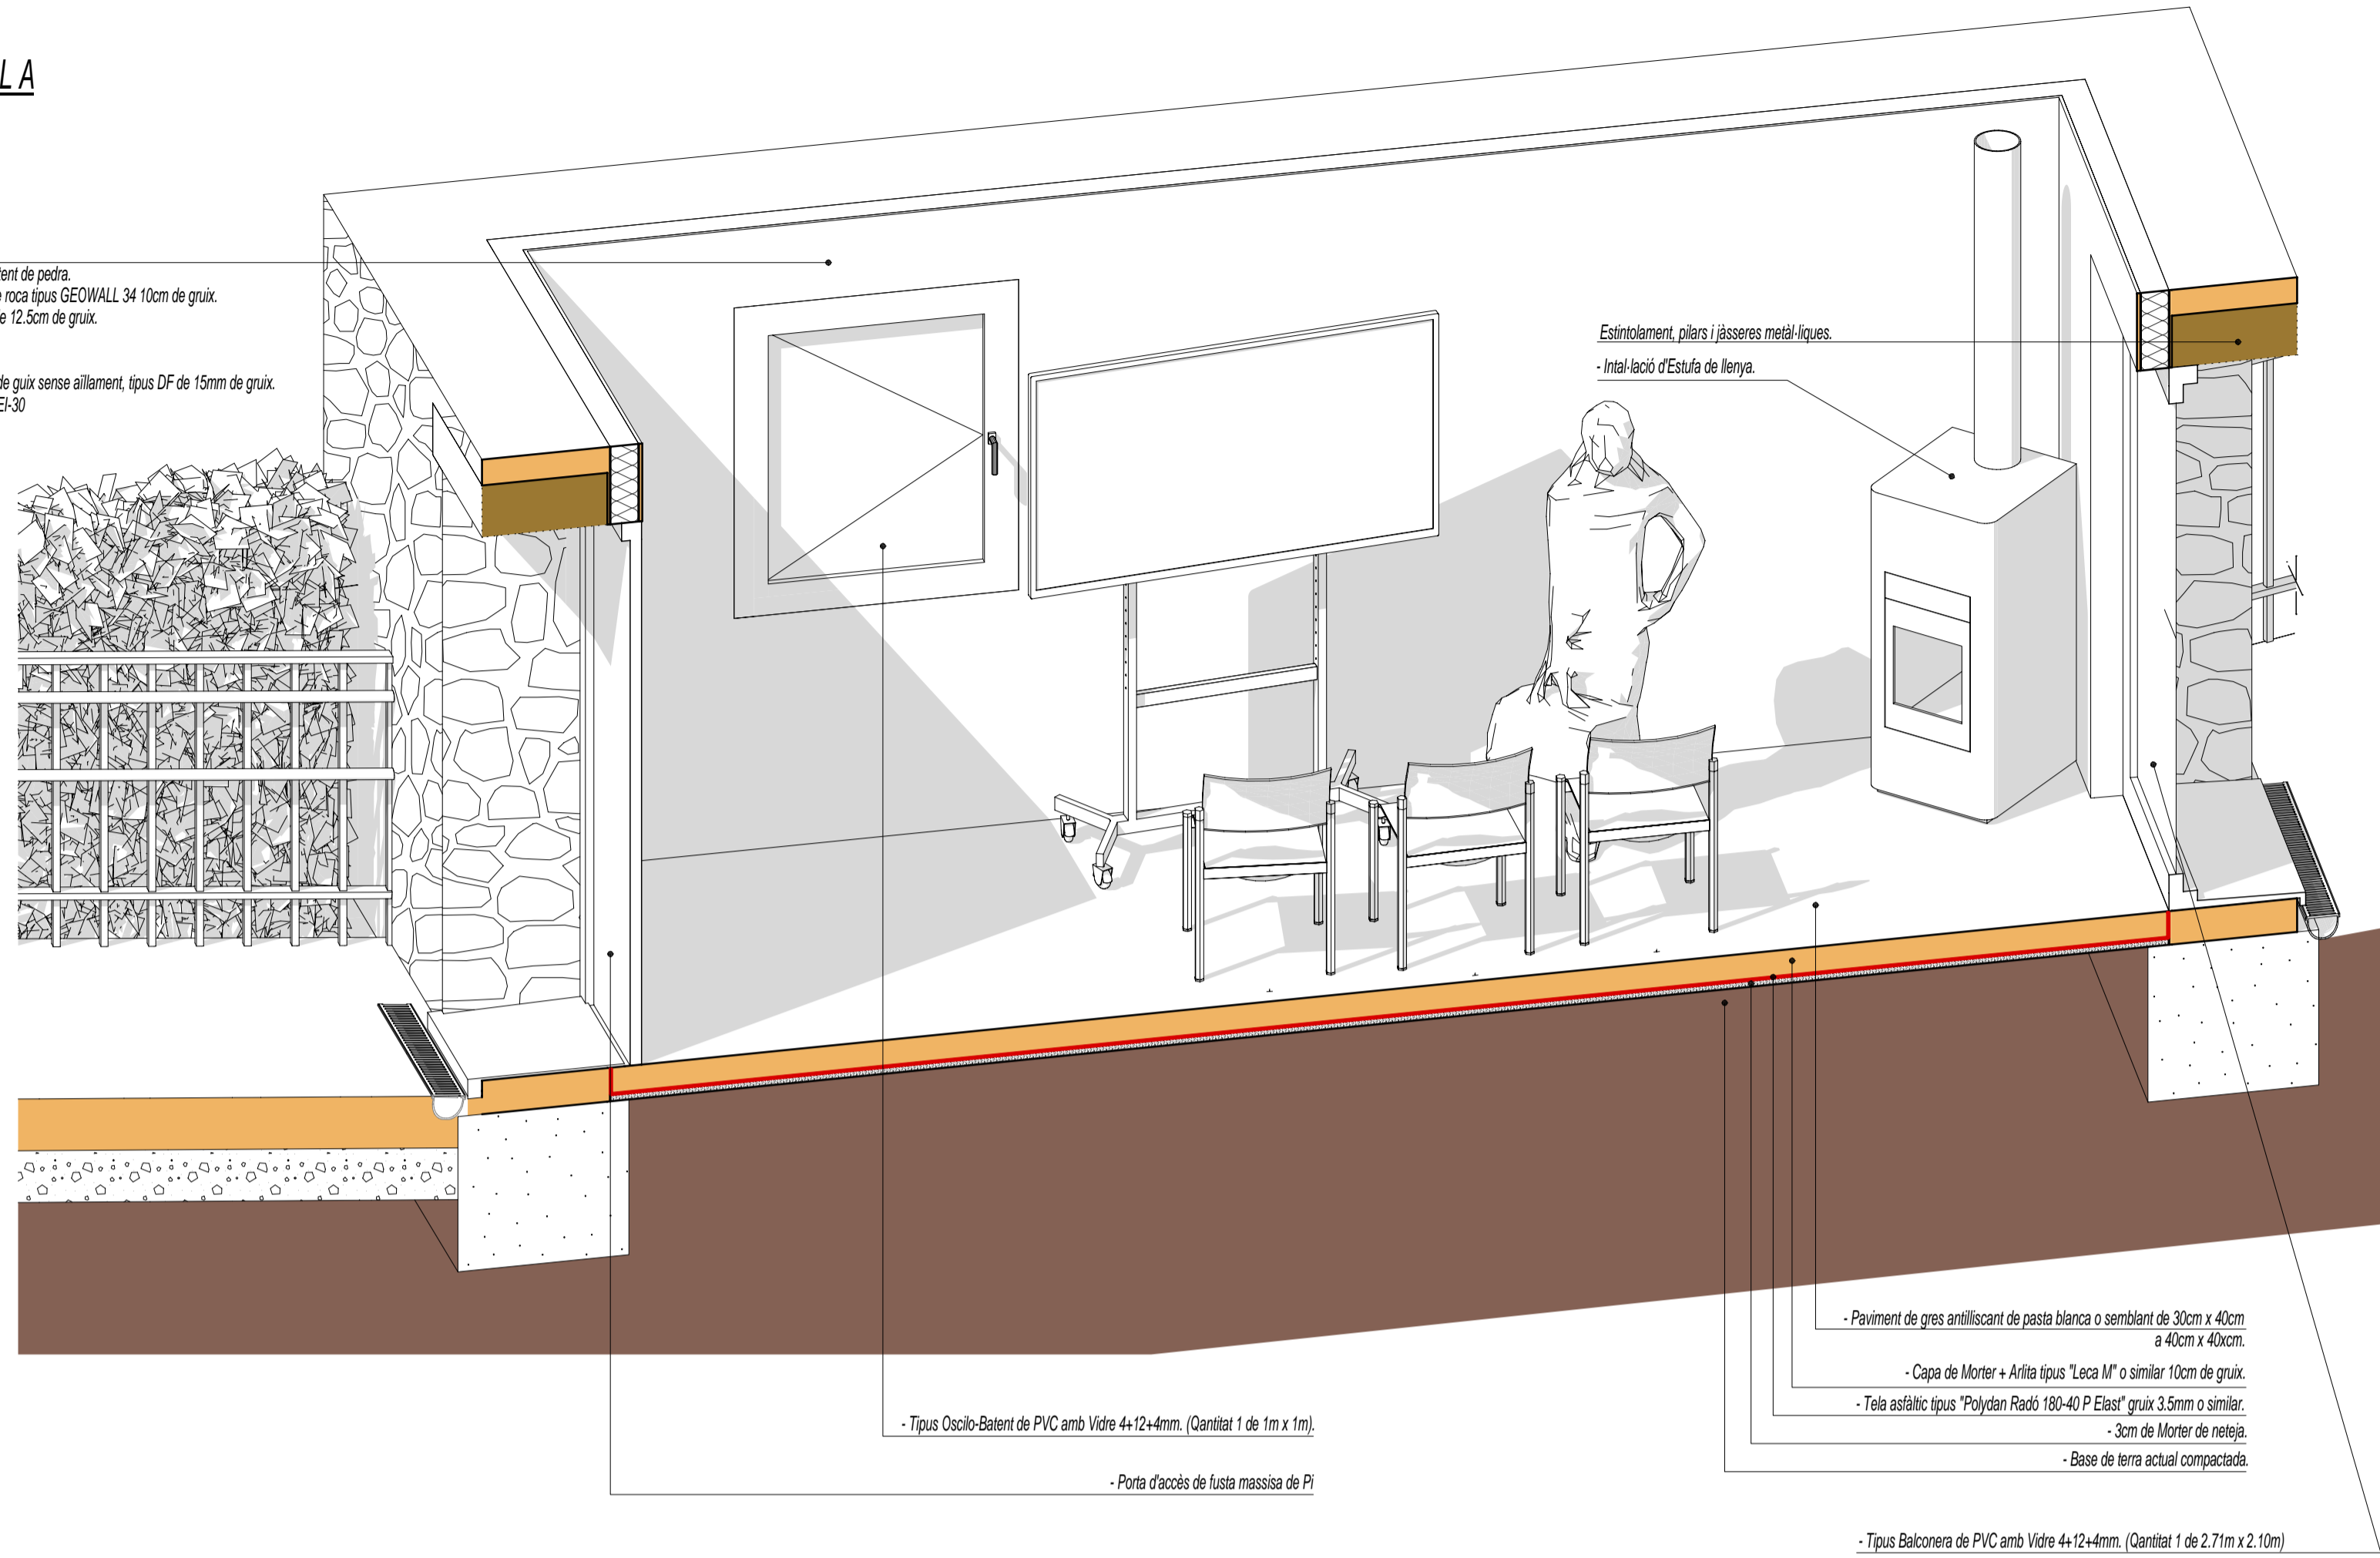 LA
tent de pedra.
roca tipus GEOWALL 34 10cm de gruix.
e 12.5cm de gruix.
de guix sense aïllament, tipus DF de 15mm de gruix.
EI-30
Estintolament, pilars i jàsseres metàl·liques.
- Intal·lació d'Estufa de llenya.
- Paviment de gres antilliscant de pasta blanca o semblant de 30cm x 40cm
a 40cm x 40xcm.
- Capa de Morter + Arlita tipus "Leca M" o similar 10cm de gruix.
- Tela asfàltic tipus "Polydan Radó 180-40 P Elast" gruix 3.5mm o similar.
- 3cm de Morter de neteja.
- Base de terra actual compactada.
- Tipus Oscilo-Batent de PVC amb Vidre 4+12+4mm. (Qantitat 1 de 1m x 1m).
- Porta d'accès de fusta massisa de Pi
- Tipus Balconera de PVC amb Vidre 4+12+4mm. (Qantitat 1 de 2.71m x 2.10m)